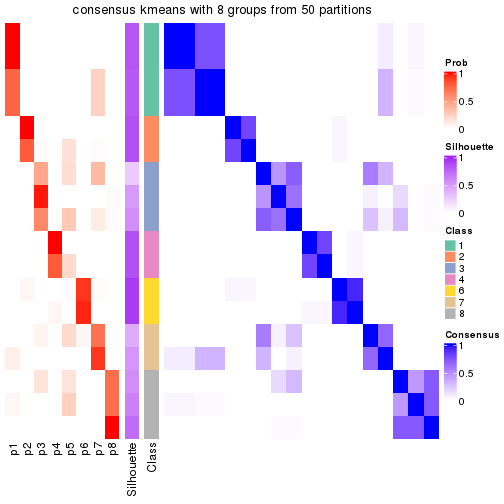 consensus kmeans with 8 groups from 50 partitions
Prob
1
0.5
0
Silhouette
1
0.5
0
Class
1
2
3
4
6
7
8
Consensus
1
0.5
0
p1
p2
p3
p4
p5
p6
p7
p8
Silhouette
Class